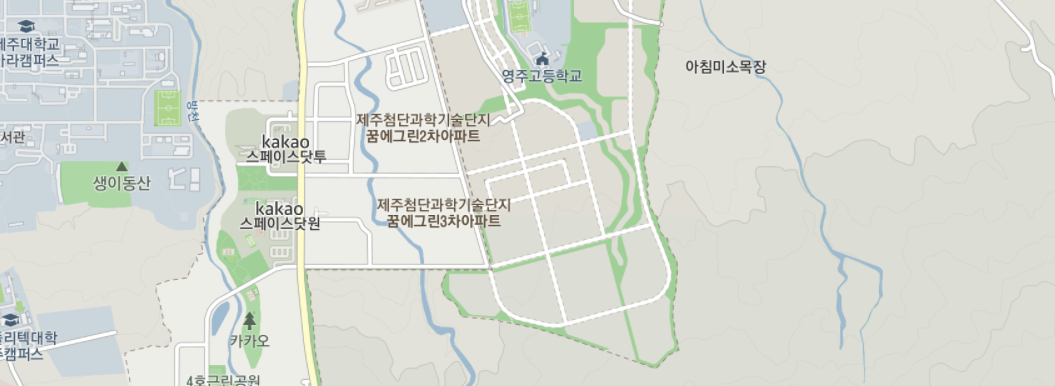 제주대학교
아라캠퍼스
영주고등학교
아침미소목장
방천
제주첨단과학기술단지
꿈에그린2차아파트
서관
kakao
스페이스닷투
생이동산
제주첨단과학기술단지
꿈에그린3차아파트
kakao
스페이스닷원
카카오
폴리텍대학
4호근린공원